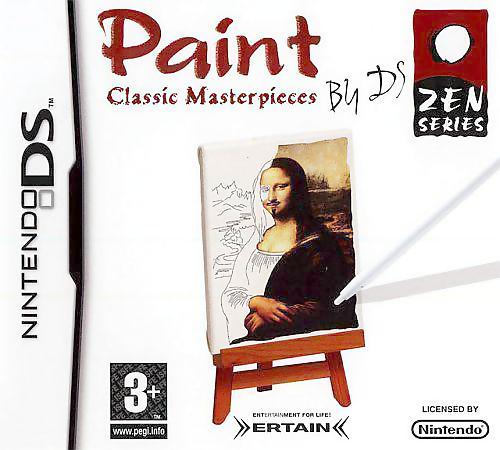 Paint
Classic Masterpieces
By DS
ZEN
SERIES
NINTENDO DS™
3+
™
www.pegi.info
ENTERTAINMENT FOR LIFE!
ERTAIN
LICENSED BY
Nintendo